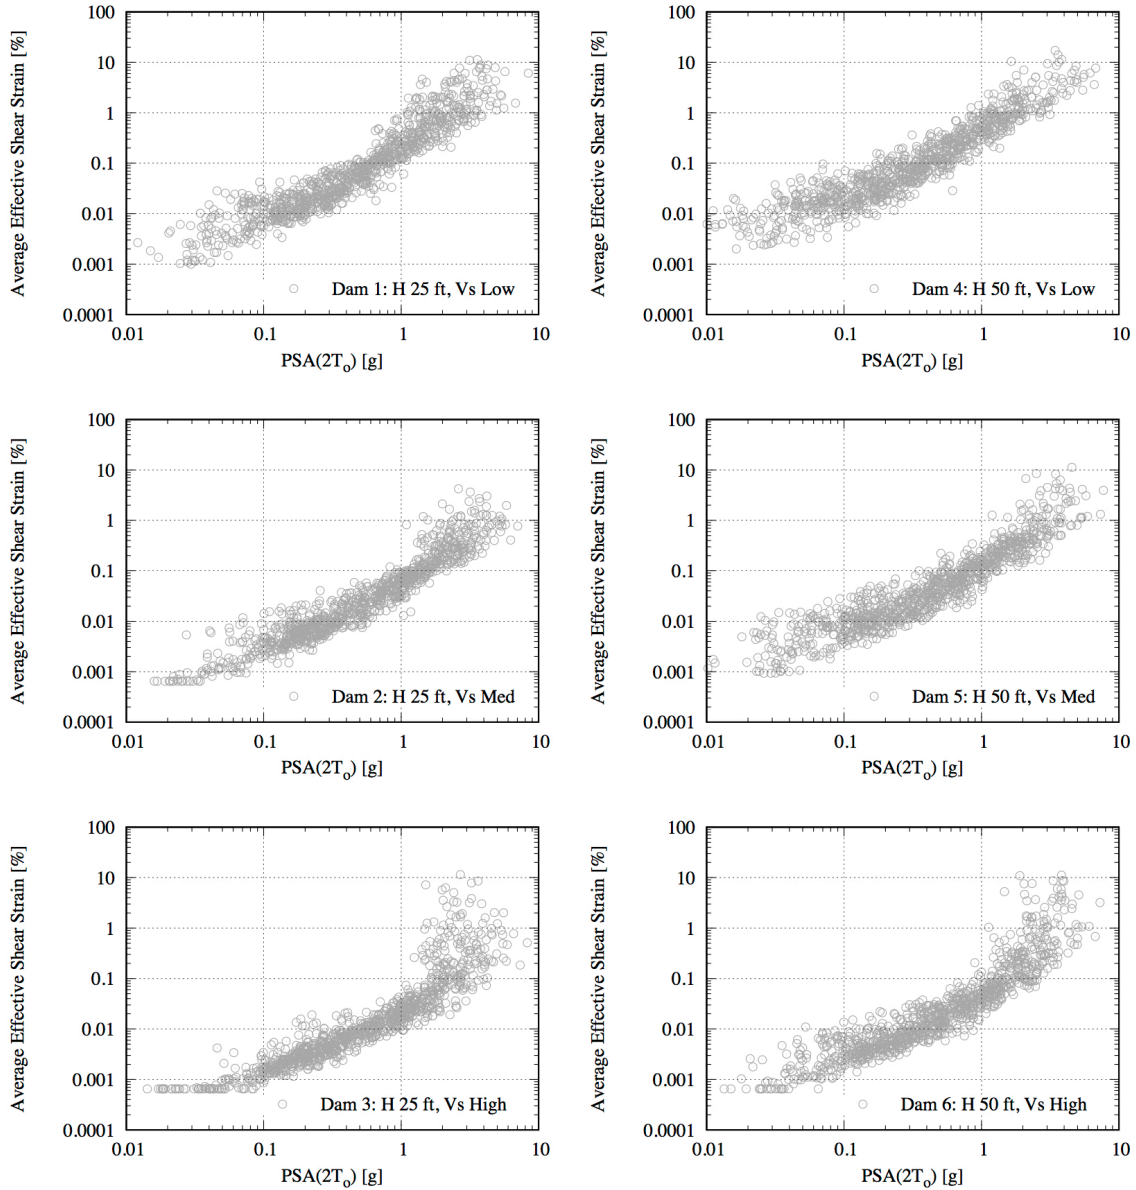 100
10
1
0.1
0.01
0.001
0.0001
Average Effective Shear Strain [%]
Dam 1: H 25 ft, Vs Low
0.01 0.1 1 10
PSA(2To) [g]
100
10
1
0.1
0.01
0.001
0.0001
Average Effective Shear Strain [%]
Dam 4: H 50 ft, Vs Low
0.01 0.1 1 10
PSA(2To) [g]
100
10
1
0.1
0.01
0.001
0.0001
Average Effective Shear Strain [%]
Dam 2: H 25 ft, Vs Med
0.01 0.1 1 10
PSA(2To) [g]
100
10
1
0.1
0.01
0.001
0.0001
Average Effective Shear Strain [%]
Dam 5: H 50 ft, Vs Med
0.01 0.1 1 10
PSA(2To) [g]
100
10
1
0.1
0.01
0.001
0.0001
Average Effective Shear Strain [%]
Dam 3: H 25 ft, Vs High
0.01 0.1 1 10
PSA(2To) [g]
100
10
1
0.1
0.01
0.001
0.0001
Average Effective Shear Strain [%]
Dam 6: H 50 ft, Vs High
0.01 0.1 1 10
PSA(2To) [g]